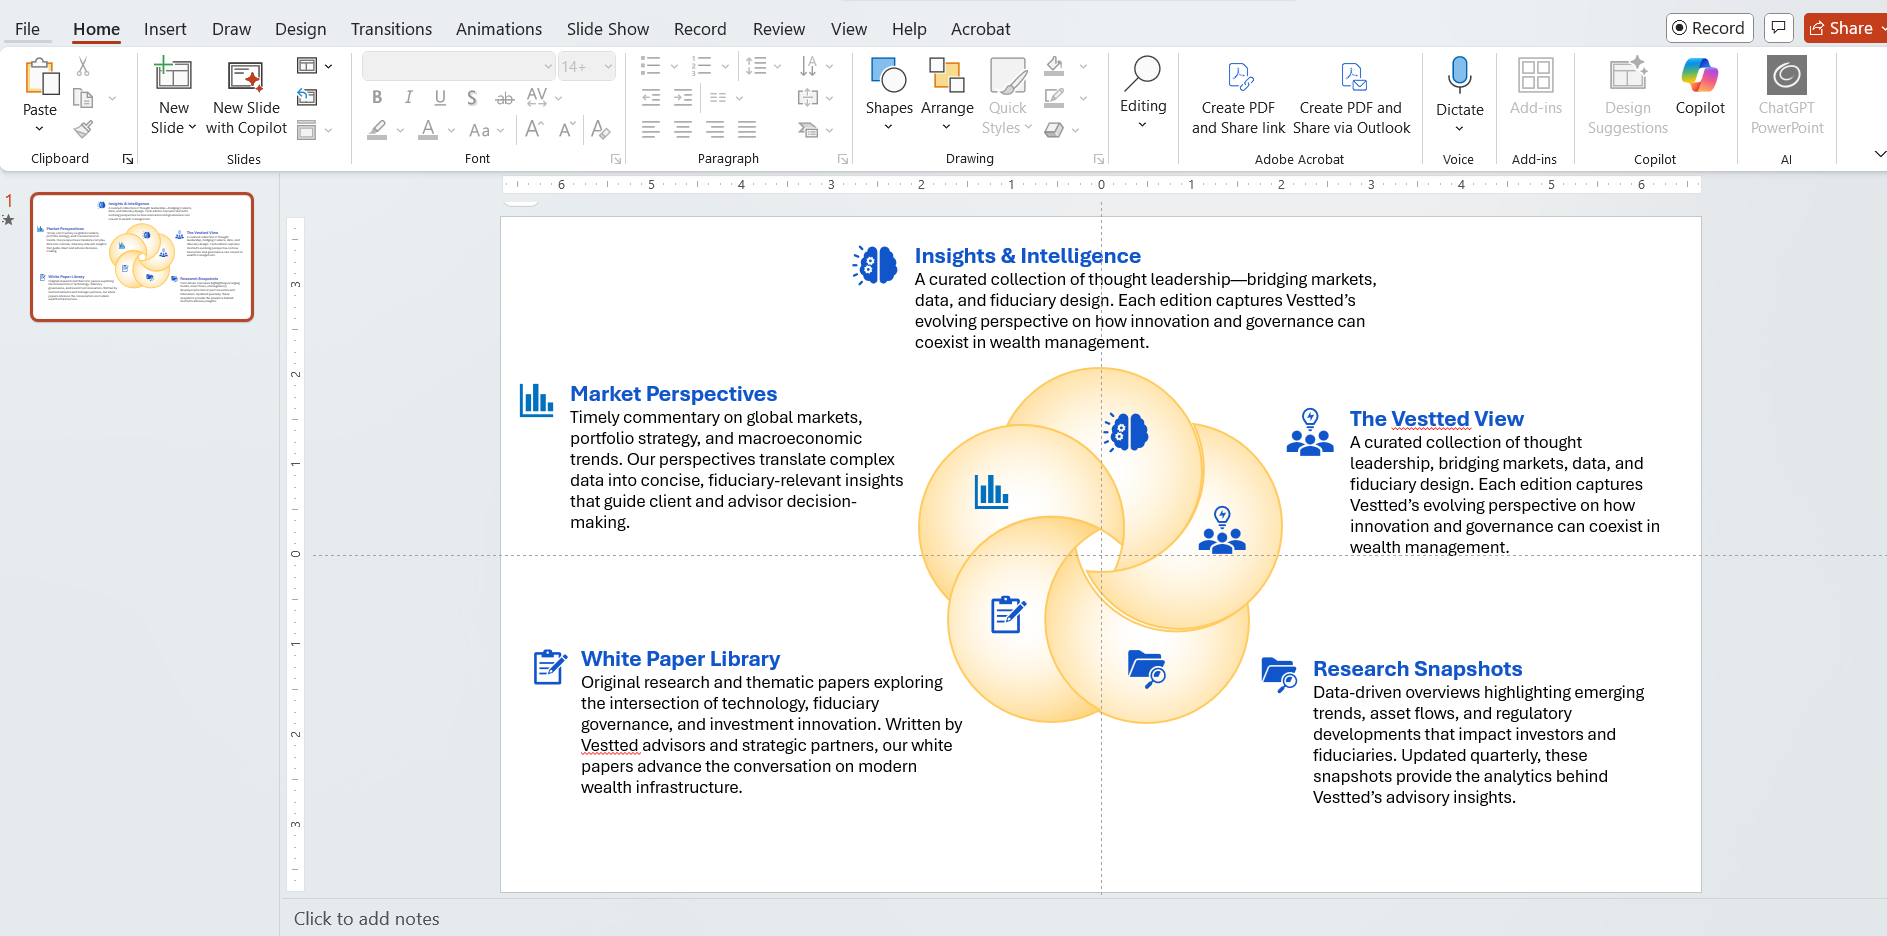 File Home Insert Draw Design Transitions Animations Slide Show Record Review View Help Acrobat
Record
Share
Paste
New Slide
New Slide with Copilot
14+
B I U S ab AV
A Aa A A A
Shapes
Arrange
Quick Styles
Editing
Create PDF and Share link
Create PDF and Share via Outlook
Dictate
Add-ins
Design Suggestions
Copilot
ChatGPT PowerPoint
Clipboard
Slides
Font
Paragraph
Drawing
Adobe Acrobat
Voice
Add-ins
Copilot
AI
1
6 5 4 3 2 1 0 1 2 3 4 5 6
3
2
1
0
1
2
3
Insights & Intelligence
A curated collection of thought leadership—bridging markets,
data, and fiduciary design. Each edition captures Vestted’s
evolving perspective on how innovation and governance can
coexist in wealth management.
Market Perspectives
Timely commentary on global markets,
portfolio strategy, and macroeconomic
trends. Our perspectives translate complex
data into concise, fiduciary-relevant insights
that guide client and advisor decision-
making.
The Vestted View
A curated collection of thought
leadership, bridging markets, data, and
fiduciary design. Each edition captures
Vestted’s evolving perspective on how
innovation and governance can coexist in
wealth management.
White Paper Library
Original research and thematic papers exploring
the intersection of technology, fiduciary
governance, and investment innovation. Written by
Vestted advisors and strategic partners, our white
papers advance the conversation on modern
wealth infrastructure.
Research Snapshots
Data-driven overviews highlighting emerging
trends, asset flows, and regulatory
developments that impact investors and
fiduciaries. Updated quarterly, these
snapshots provide the analytics behind
Vestted’s advisory insights.
Click to add notes